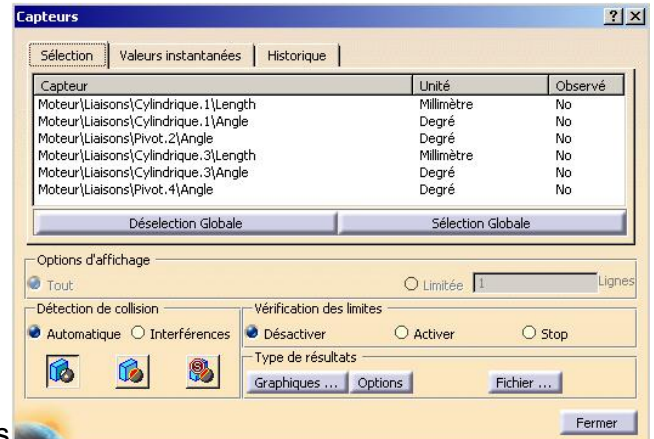 Capteurs
Sélection Valeurs instantanées Historique
Capteur Unité Observé
Moteur\Liaisons\Cylindrique.1\Length Millimètre No
Moteur\Liaisons\Cylindrique.1\Angle Degré No
Moteur\Liaisons\Pivot.2\Angle Degré No
Moteur\Liaisons\Cylindrique.3\Length Millimètre No
Moteur\Liaisons\Cylindrique.3\Angle Degré No
Moteur\Liaisons\Pivot.4\Angle Degré No
Déselection Globale Sélection Globale
Options d'affichage
Tout Limitée 1 Lignes
Détection de collision Vérification des limites
Automatique Interférences Désactiver Activer Stop
Type de résultats
Graphiques ... Options Fichier ...
Fermer
s